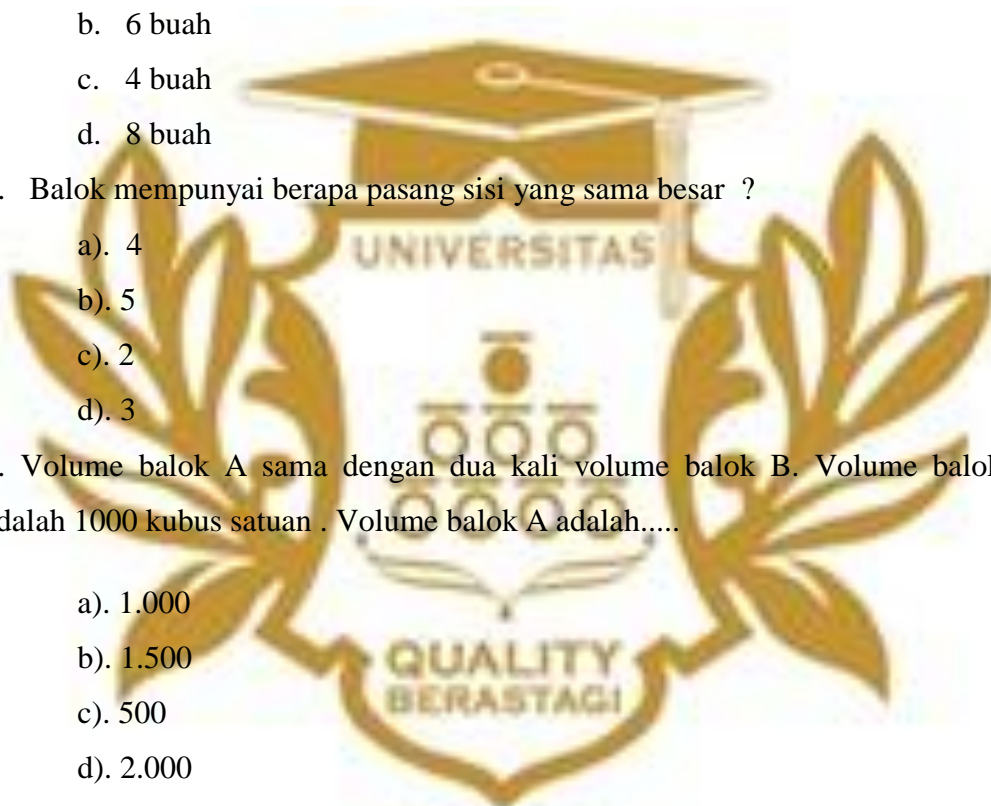 b. 6 buah
c. 4 buah
d. 8 buah
. Balok mempunyai berapa pasang sisi yang sama besar ?
a). 4
UNIVERSITAS
b). 5
c). 2
d). 3
. Volume balok A sama dengan dua kali volume balok B. Volume balok
dalah 1000 kubus satuan . Volume balok A adalah.....
a). 1.000
b). 1.500
QUALITY
BERASTAGI
c). 500
d). 2.000